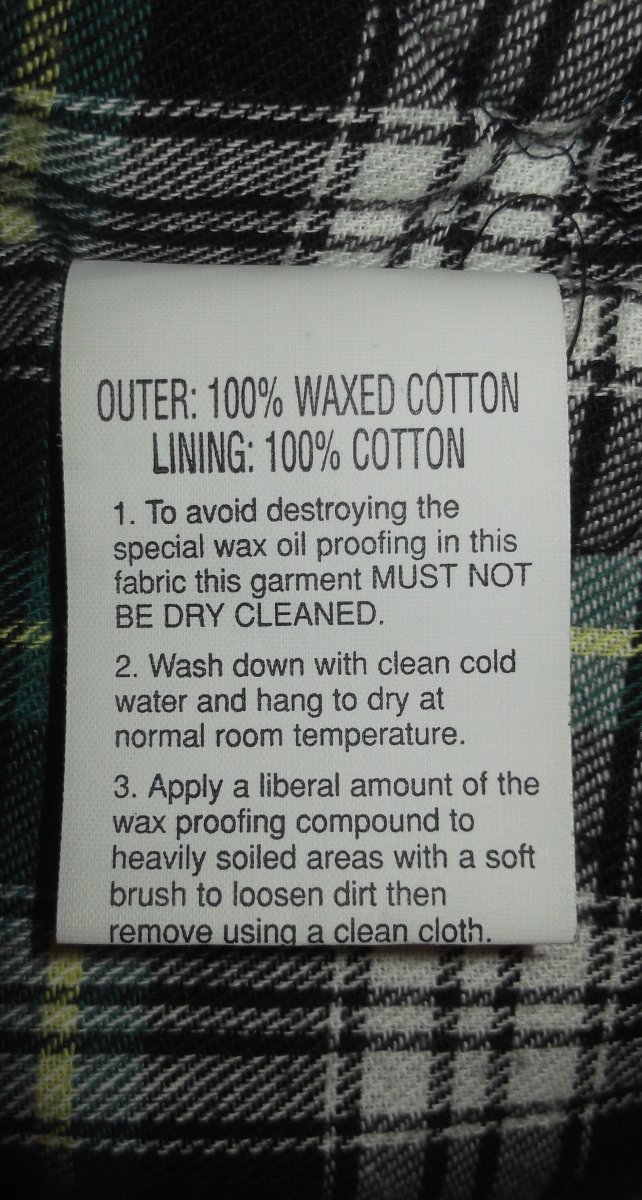 OUTER: 100% WAXED COTTON
LINING: 100% COTTON
1. To avoid destroying the
special wax oil proofing in this
fabric this garment MUST NOT
BE DRY CLEANED.
2. Wash down with clean cold
water and hang to dry at
normal room temperature.
3. Apply a liberal amount of the
wax proofing compound to
heavily soiled areas with a soft
brush to loosen dirt then
remove using a clean cloth.